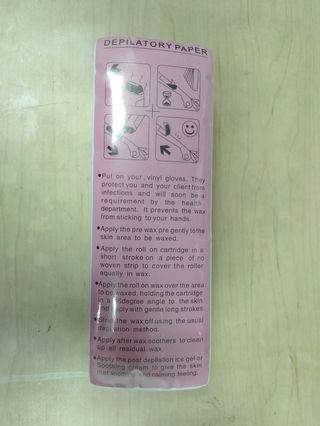 DEPILATORY PAPER
•Put on your, vinyl gloves. They
protect you and your client from
infections and will soon be a
requirement by the health
department. It prevents the wax
from sticking to your hands.
•Apply the pre wax pre gently to the
skin area to be waxed.
•Apply the roll on cartridge in a
short stroke on a piece of no
woven strip to cover the roller
equally in wax.
•Apply the roll on wax over the area
to be waxed, holding the cartridge
in a degree angle to the skin
and apply with gentle long strokes.
•Strip the wax off using the usual
depilation method.
•Apply after wax soothers to clean
up all residual wax
•Apply the post depilation ice gel or
Soothing cream to give the skin
that soothing and calming feeling.